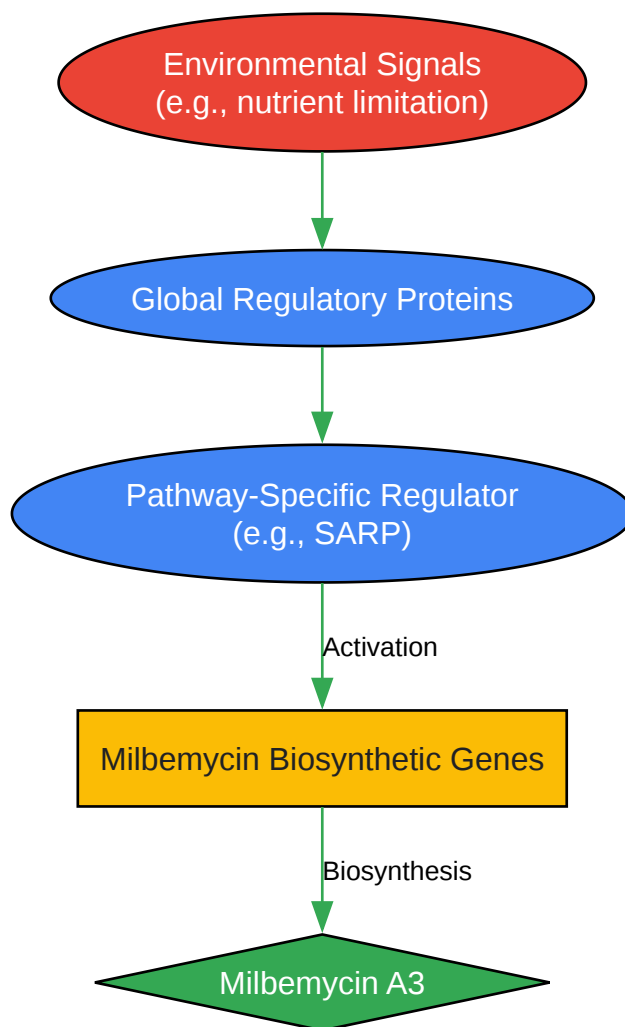 Environmental Signals
(e.g., nutrient limitation)
Global Regulatory Proteins
Pathway-Specific Regulator
(e.g., SARP)
Activation
Milbemycin Biosynthetic Genes
Biosynthesis
Milbemycin A3